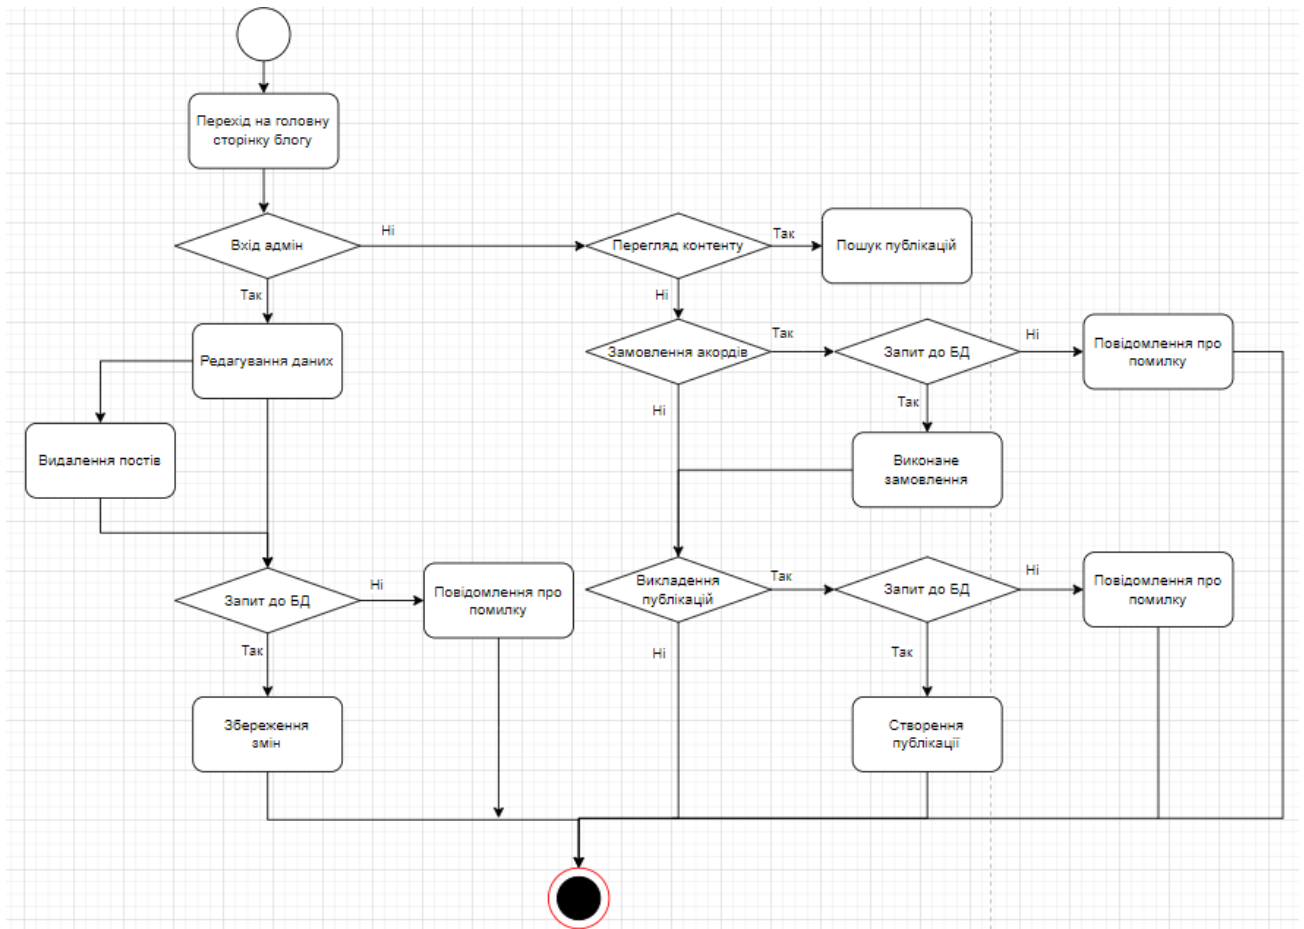 Перехід на головну
сторінку блогу
Вхід адмін
Ні
Перегляд контенту
Так
Пошук публікацій
Так
Ні
Редагування даних
Замовлення акордів
Так
Запит до БД
Ні
Повідомлення про
помилку
Ні
Так
Видалення постів
Виконане
замовлення
Запит до БД
Ні
Повідомлення про
помилку
Викладення
публікацій
Так
Запит до БД
Ні
Повідомлення про
помилку
Так
Ні
Так
Збереження
змін
Створення
публікації